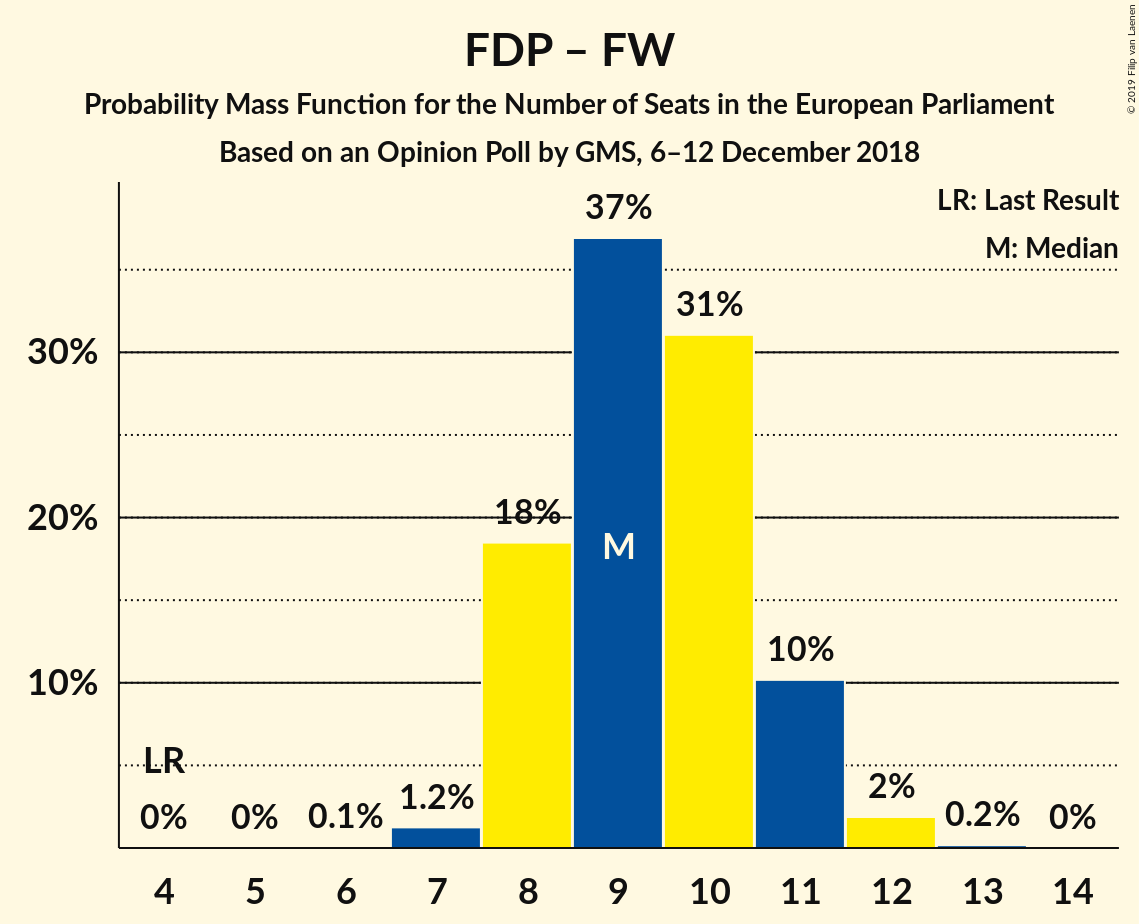 FDP – FW
Probability Mass Function for the Number of Seats in the European Parliament
Based on an Opinion Poll by GMS, 6–12 December 2018
© 2019 Filip van Laenen
LR: Last Result
M: Median
37%
31%
30%
20%
18%
M
10%
10%
LR
0%
0%
0.1%
1.2%
2%
0.2%
0%
4 5 6 7 8 9 10 11 12 13 14